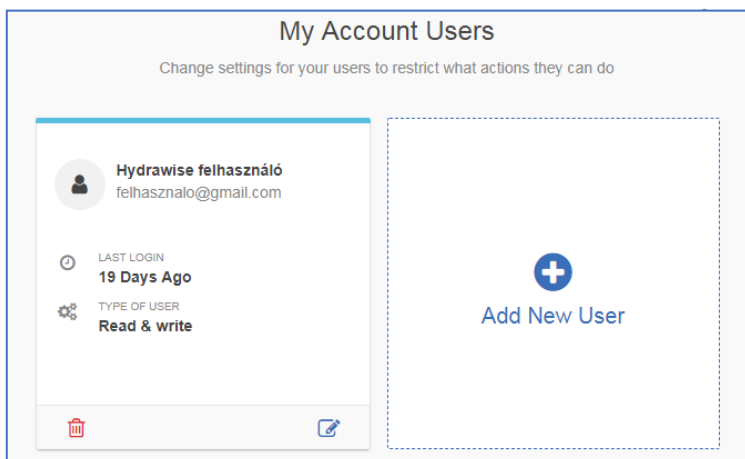 My Account Users
Change settings for your users to restrict what actions they can do
Hydrawise felhasználó
felhasznalo@gmail.com
LAST LOGIN
19 Days Ago
TYPE OF USER
Read & write
Add New User